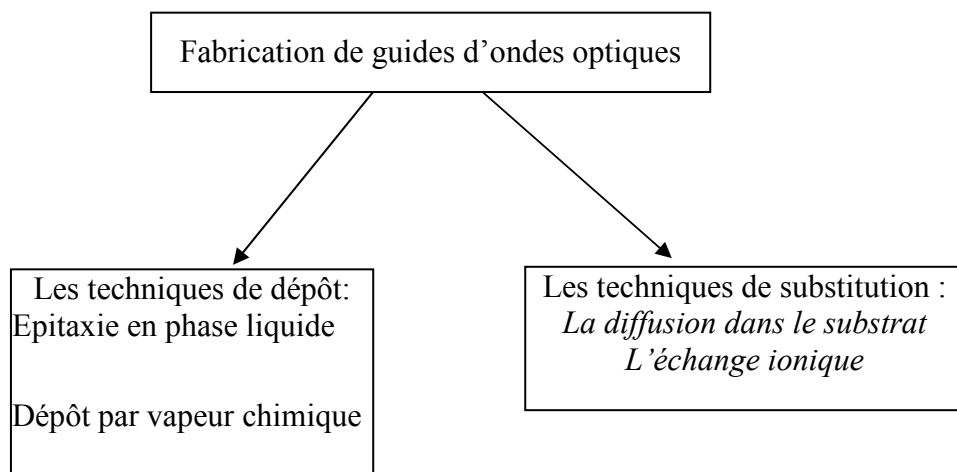 Fabrication de guides d’ondes optiques
Les techniques de dépôt:
Epitaxie en phase liquide
Dépôt par vapeur chimique
Les techniques de substitution :
La diffusion dans le substrat
L’échange ionique